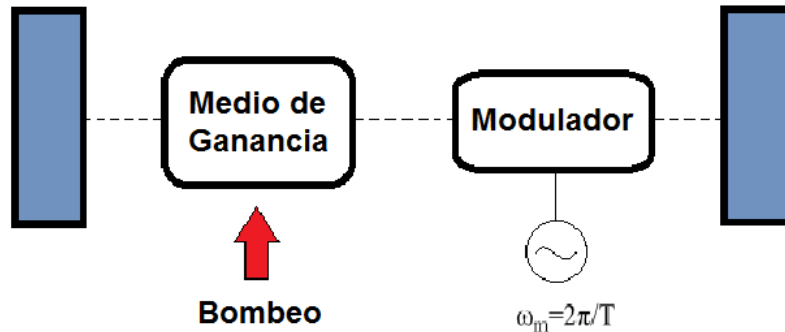 Medio de
Ganancia
Modulador
Bombeo
ωm=2π/T